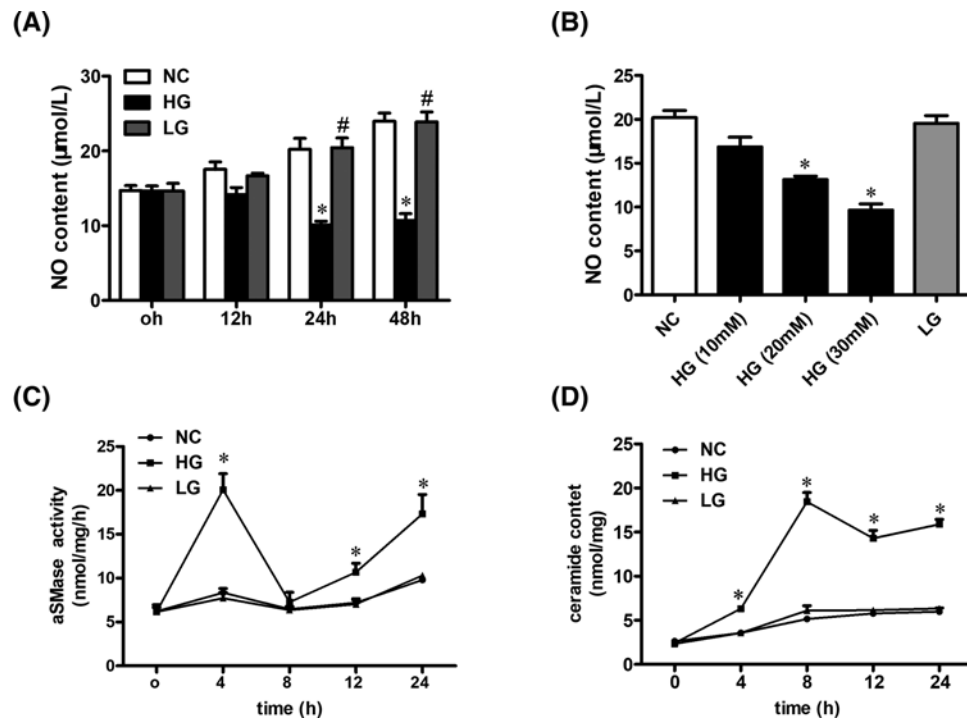 (A)
NO content (µmol/L)
30
20
10
0
NC
HG
LG
#
#
*
*
oh
12h
24h
48h
(B)
NO content (µmol/L)
25
20
15
10
5
0
*
*
NC
HG (10mM)
HG (20mM)
HG (30mM)
LG
(C)
aSMase activity
(nmol/mg/h)
25
20
15
10
5
0
NC
HG
LG
*
*
*
o
4
8
12
24
time (h)
(D)
ceramide contet
(nmol/mg)
25
20
15
10
5
0
NC
HG
LG
*
*
*
*
0
4
8
12
24
time (h)